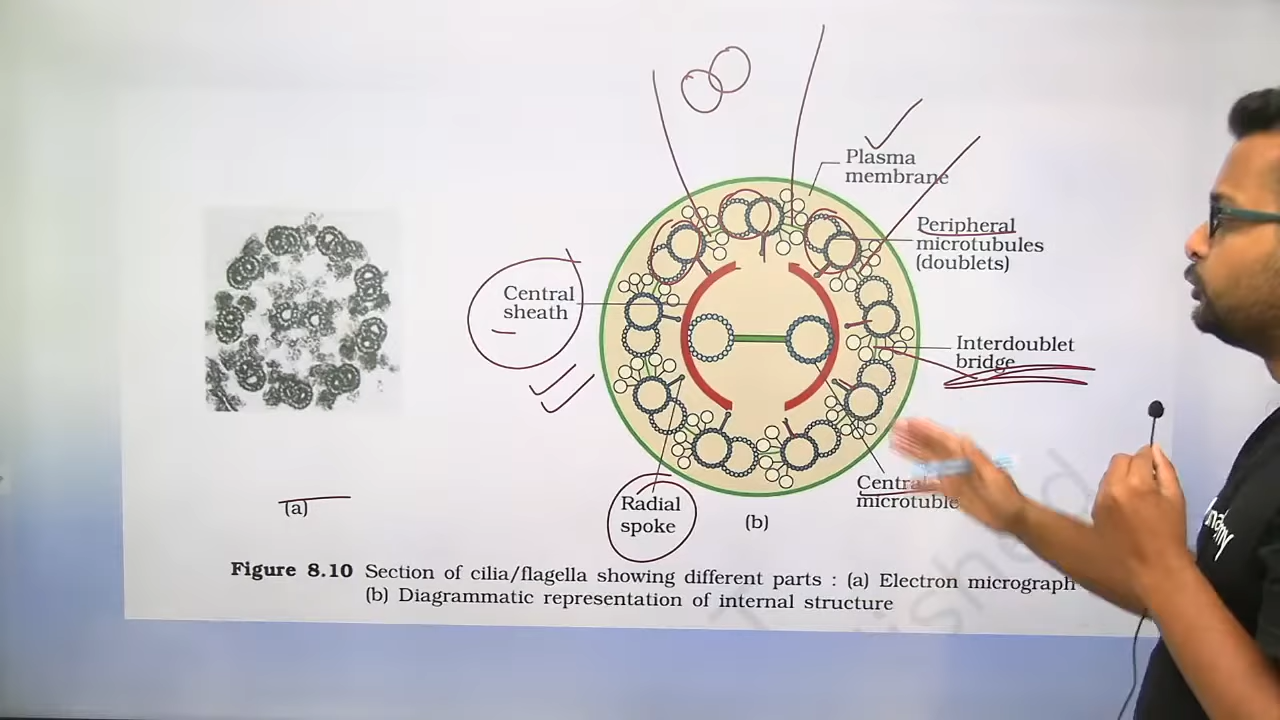 Plasma
membrane
Peripheral
microtubules
(doublets)
Central
sheath
Interdoublet
bridge
Radial
spoke
Central
microtubule
(a)
(b)
Figure 8.10 Section of cilia/flagella showing different parts : (a) Electron micrograph
(b) Diagrammatic representation of internal structure